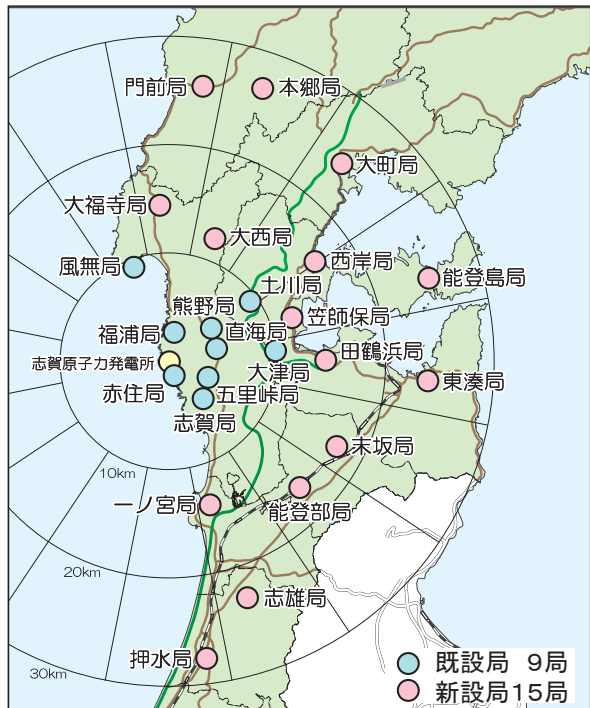 門前局
本郷局
大町局
大福寺局
大西局
西岸局
風無局
能登島局
土川局
熊野局
笠師保局
福浦局
直海局
志賀原子力発電所
田鶴浜局
大津局
赤住局
東湊局
五里峠局
志賀局
末坂局
10km
一ノ宮局
能登部局
20km
志雄局
押水局
30km
既設局 9局
新設局15局